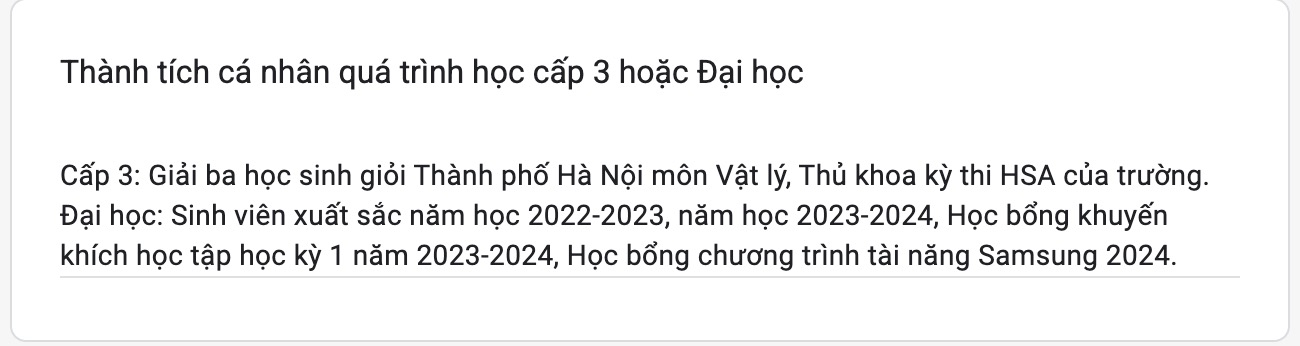 Thành tích cá nhân quá trình học cấp 3 hoặc Đại học
Cấp 3: Giải ba học sinh giỏi Thành phố Hà Nội môn Vật lý, Thủ khoa kỳ thi HSA của trường.
Đại học: Sinh viên xuất sắc năm học 2022-2023, năm học 2023-2024, Học bổng khuyến
khích học tập học kỳ 1 năm 2023-2024, Học bổng chương trình tài năng Samsung 2024.